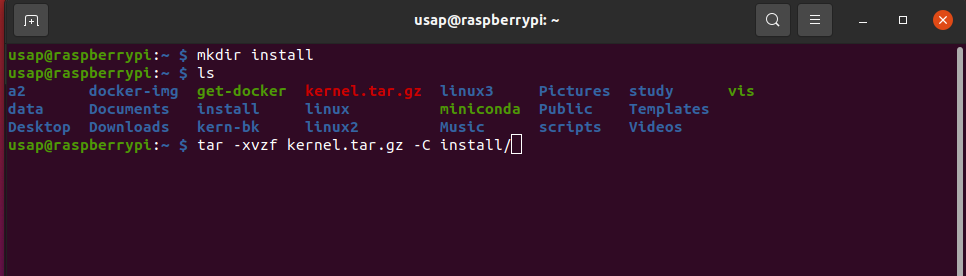 usap@raspberrypi: ~
usap@raspberrypi:~ $ mkdir install
usap@raspberrypi:~ $ ls
a2 docker-img get-docker kernel.tar.gz linux3 Pictures study vis
data Documents install linux miniconda Public Templates
Desktop Downloads kern-bk linux2 Music scripts Videos
usap@raspberrypi:~ $ tar -xvzf kernel.tar.gz -C install/